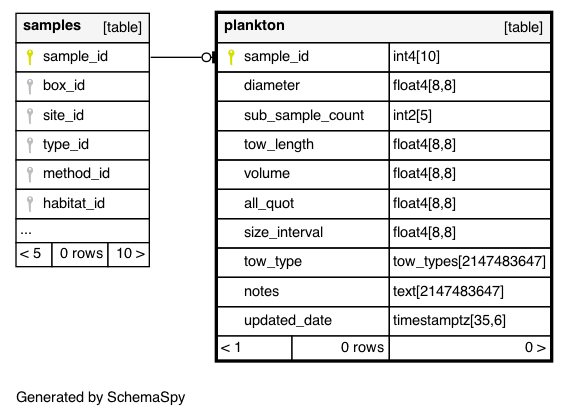 samples [table]
sample_id
box_id
site_id
type_id
method_id
habitat_id
...
< 5 0 rows 10 >
plankton [table]
sample_id int4[10]
diameter float4[8,8]
sub_sample_count int2[5]
tow_length float4[8,8]
volume float4[8,8]
all_quot float4[8,8]
size_interval float4[8,8]
tow_type tow_types[2147483647]
notes text[2147483647]
updated_date timestamptz[35,6]
< 1 0 rows 0 >
Generated by SchemaSpy